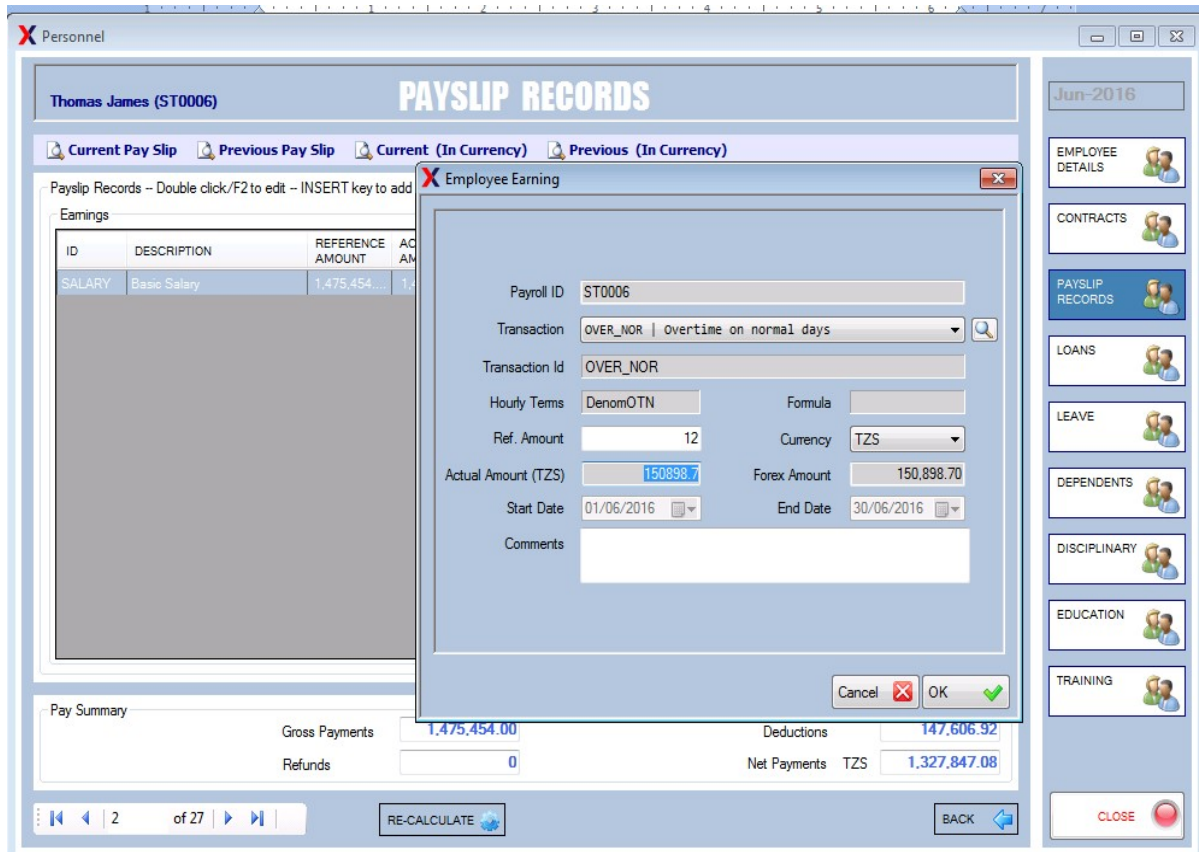 Personnel
Thomas James (ST0006)
PAYSLIP RECORDS
Jun-2016
Current Pay Slip Previous Pay Slip Current (In Currency) Previous (In Currency)
Payslip Records -- Double click/F2 to edit -- INSERT key to add
Earnings
ID DESCRIPTION REFERENCE AMOUNT
SALARY Basic Salary 1,475,454....
Employee Earning
Payroll ID ST0006
Transaction OVER_NOR | Overtime on normal days
Transaction Id OVER_NOR
Hourly Terms DenomOTN Formula
Ref. Amount 12 Currency TZS
Actual Amount (TZS) 150898.7 Forex Amount 150,898.70
Start Date 01/06/2016 End Date 30/06/2016
Comments
Cancel OK
Pay Summary
Gross Payments 1,475,454.00 Deductions 147,606.92
Refunds 0 Net Payments TZS 1,327,847.08
2 of 27
RE-CALCULATE
BACK
EMPLOYEE
DETAILS
CONTRACTS
PAYSLIP
RECORDS
LOANS
LEAVE
DEPENDENTS
DISCIPLINARY
EDUCATION
TRAINING
CLOSE